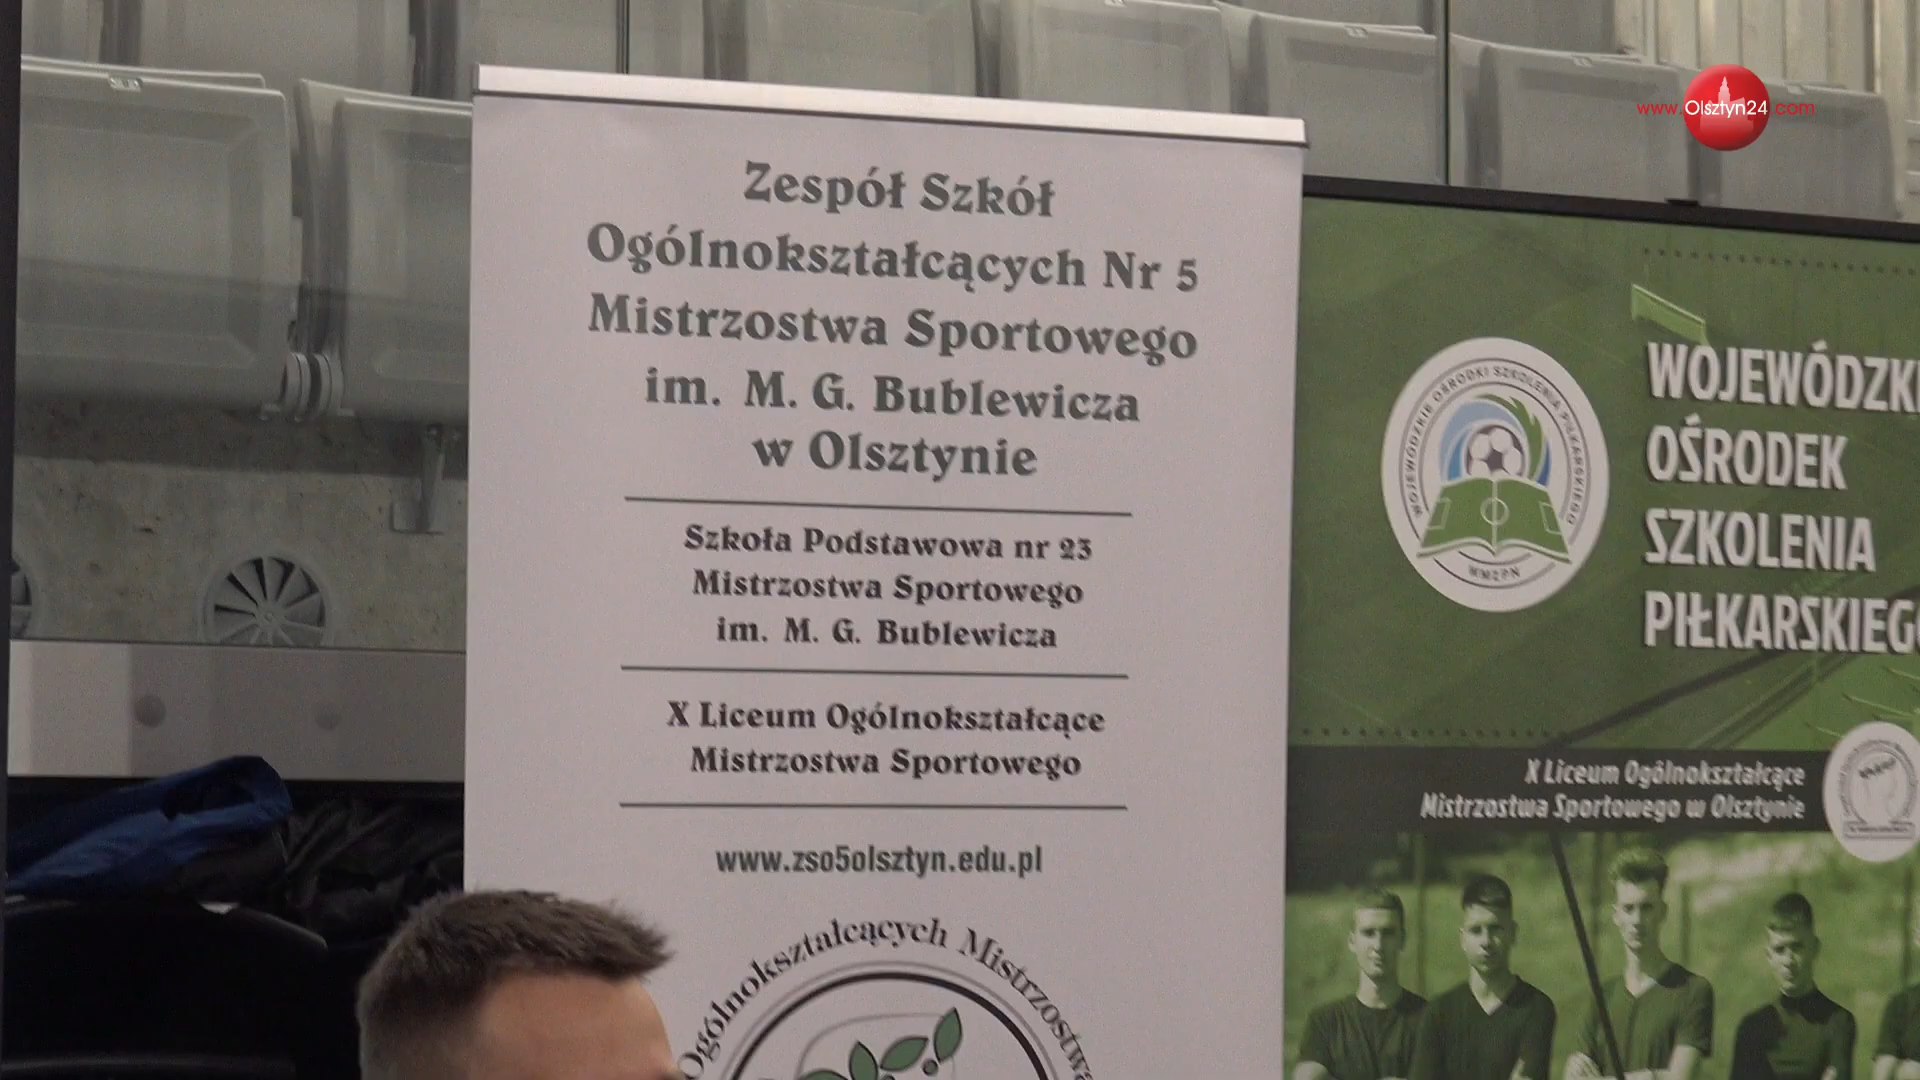 www.Olsztyn24.com
Zespół Szkół
Ogólnokształcących Nr 5
Mistrzostwa Sportowego
im. M. G. Bublewicza
w Olsztynie
Szkoła Podstawowa nr 23
Mistrzostwa Sportowego
im. M. G. Bublewicza
X Liceum Ogólnokształcące
Mistrzostwa Sportowego
www.zso5olsztyn.edu.pl
Ogólnokształcących Mistrzostwa
WOJEWÓDZKIE OŚRODKI SZKOLENIA PIŁKARSKIEGO
WMZPN
WOJEWÓDZKI
OŚRODEK
SZKOLENIA
PIŁKARSKIEG
X Liceum Ogólnokształcące
Mistrzostwa Sportowego w Olsztynie